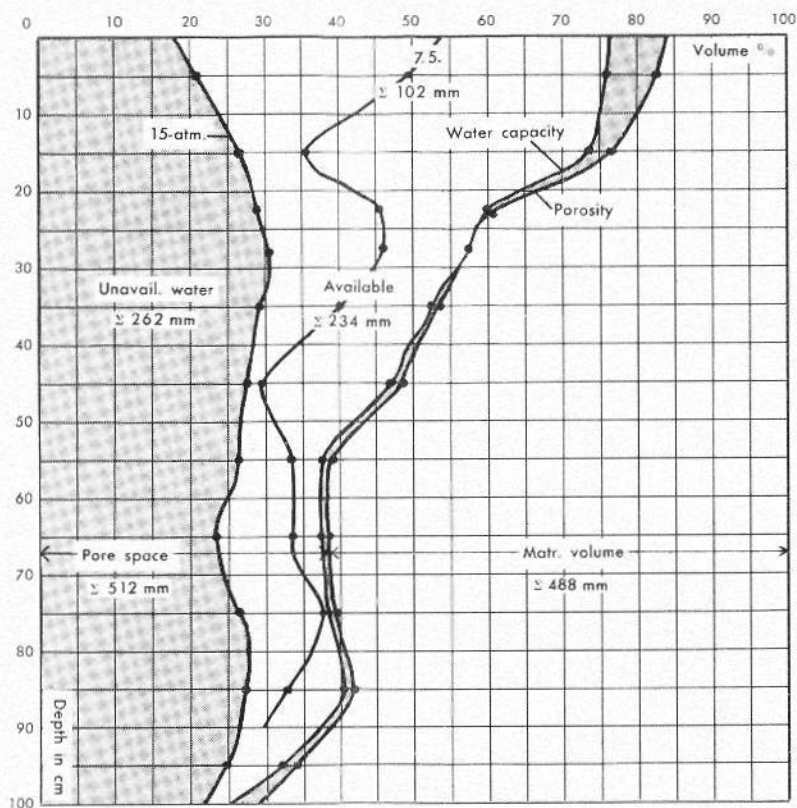 0 10 20 30 40 50 60 70 80 90 100
Volume %
7.5.
Σ 102 mm
10
15-atm.
Water capacity
20
Porosity
30
Unavail. water
Available
Σ 262 mm
Σ 234 mm
40
50
60
Pore space
Matr. volume
70
Σ 512 mm
Σ 488 mm
80
90
Depth in cm
100